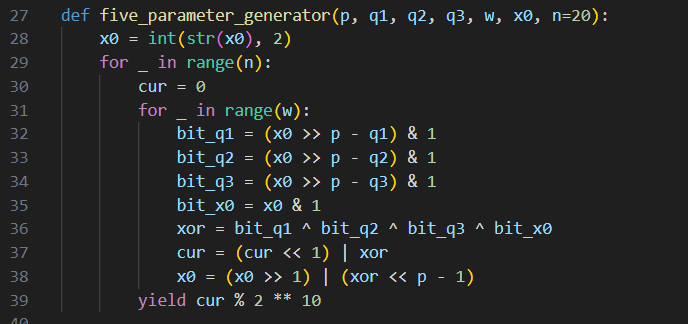 27 def five_parameter_generator(p, q1, q2, q3, w, x0, n=20):
28     x0 = int(str(x0), 2)
29     for _ in range(n):
30         cur = 0
31         for _ in range(w):
32             bit_q1 = (x0 >> p - q1) & 1
33             bit_q2 = (x0 >> p - q2) & 1
34             bit_q3 = (x0 >> p - q3) & 1
35             bit_x0 = x0 & 1
36             xor = bit_q1 ^ bit_q2 ^ bit_q3 ^ bit_x0
37             cur = (cur << 1) | xor
38             x0 = (x0 >> 1) | (xor << p - 1)
39         yield cur % 2 ** 10